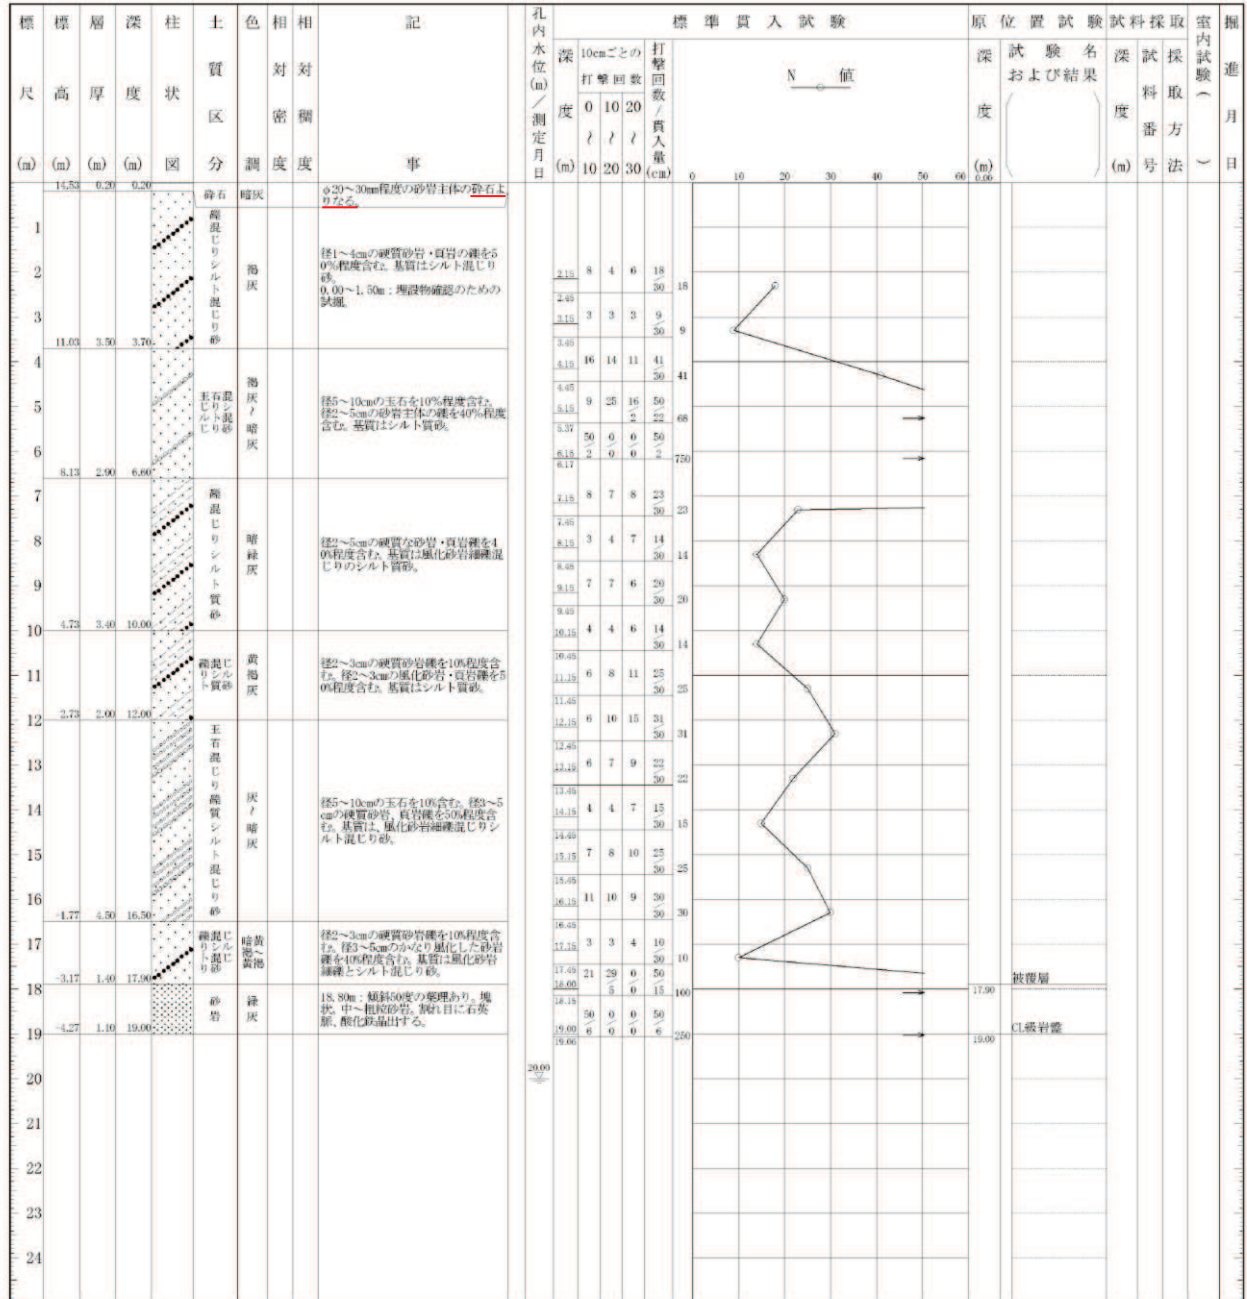 標尺(m)
標高(m)
層厚(m)
深度(m)
柱状図
土質区分
色調
相対密度
相対稠度
記事
孔内水位(m)/測定月日
標準貫入試験
深度(m)
10cmごとの打撃回数
0〜10
10〜20
20〜30
打撃回数/貫入量(cm)
N 値
0 10 20 30 40 50 60
原位置試験
深度(m)
試験名および結果
試料採取
深度(m)
試料番号
採取方法
室内試験( )
掘進月日
14.53 0.20 0.20
砕石
暗灰
φ20〜30mm程度の砂岩主体の砕石よ
りなる。
0.00
11.03 3.50 3.70
礫混じりシルト混じり砂
褐灰
径1〜4cmの硬質砂岩・頁岩の礫を5
0%程度含む。基質はシルト混じり
砂。
0.00〜1.50m:埋設物確認のための
試掘。
8.13 2.90 6.60
玉石混じりシルト混じり砂
褐灰〜暗灰
径5〜10cmの玉石を10%程度含む。
径2〜5cmの砂岩主体の礫を40%程度
含む。基質はシルト質砂。
4.73 3.40 10.00
礫混じりシルト質砂
暗緑灰
径2〜5cmの硬質な砂岩・頁岩礫を4
0%程度含む。基質は風化砂岩細礫混
じりのシルト質砂。
2.73 2.00 12.00
礫混じりシルト質砂
黄褐灰
径2〜3cmの硬質砂岩礫を10%程度含
む。径2〜3cmの風化砂岩・頁岩礫を5
0%程度含む。基質はシルト質砂。
-1.77 4.50 16.50
玉石混じり礫質シルト混じり砂
灰〜暗灰
径5〜10cmの玉石を10%含む。径3〜5
cmの硬質砂岩、頁岩礫を50%程度含
む。基質は、風化砂岩細礫混じりシ
ルト混じり砂。
-3.17 1.40 17.90
礫混じりシルト混じり砂
暗黄褐〜黄褐
径2〜3cmの硬質砂岩礫を10%程度含
む。径3〜5cmのかなり風化した砂岩
礫を40%程度含む。基質は風化砂岩
細礫とシルト混じり砂。
-4.27 1.10 19.00
砂岩
緑灰
18.80m:傾斜50度の葉理あり。塊
状。中〜粗粒砂岩。割れ目に石英
脈、酸化鉄晶出する。
20.00
2.15 8 4 6 18/30 18
2.45
3.15 3 3 3 9/30 9
3.45
4.15 16 14 11 41/30 41
4.45
5.15 9 25 16/2 50/22 68
5.37
6.15 50/2 0/0 0/0 50/2 750
6.17
7.15 8 7 8 23/30 23
7.45
8.15 3 4 7 14/30 14
8.45
9.15 7 7 6 20/30 20
9.45
10.15 4 4 6 14/30 14
10.45
11.15 6 8 11 25/30 25
11.45
12.15 6 10 15 31/30 31
12.45
13.15 6 7 9 22/30 22
13.45
14.15 4 4 7 15/30 15
14.45
15.15 7 8 10 25/30 25
15.45
16.15 11 10 9 30/30 30
16.45
17.15 3 3 4 10/30 10
17.45
18.00 21 29/5 0/0 50/15 100
18.15
19.00 50/6 0/0 0/0 50/6 250
19.06
被覆層
17.90
CL級岩盤
19.00
1
2
3
4
5
6
7
8
9
10
11
12
13
14
15
16
17
18
19
20
21
22
23
24